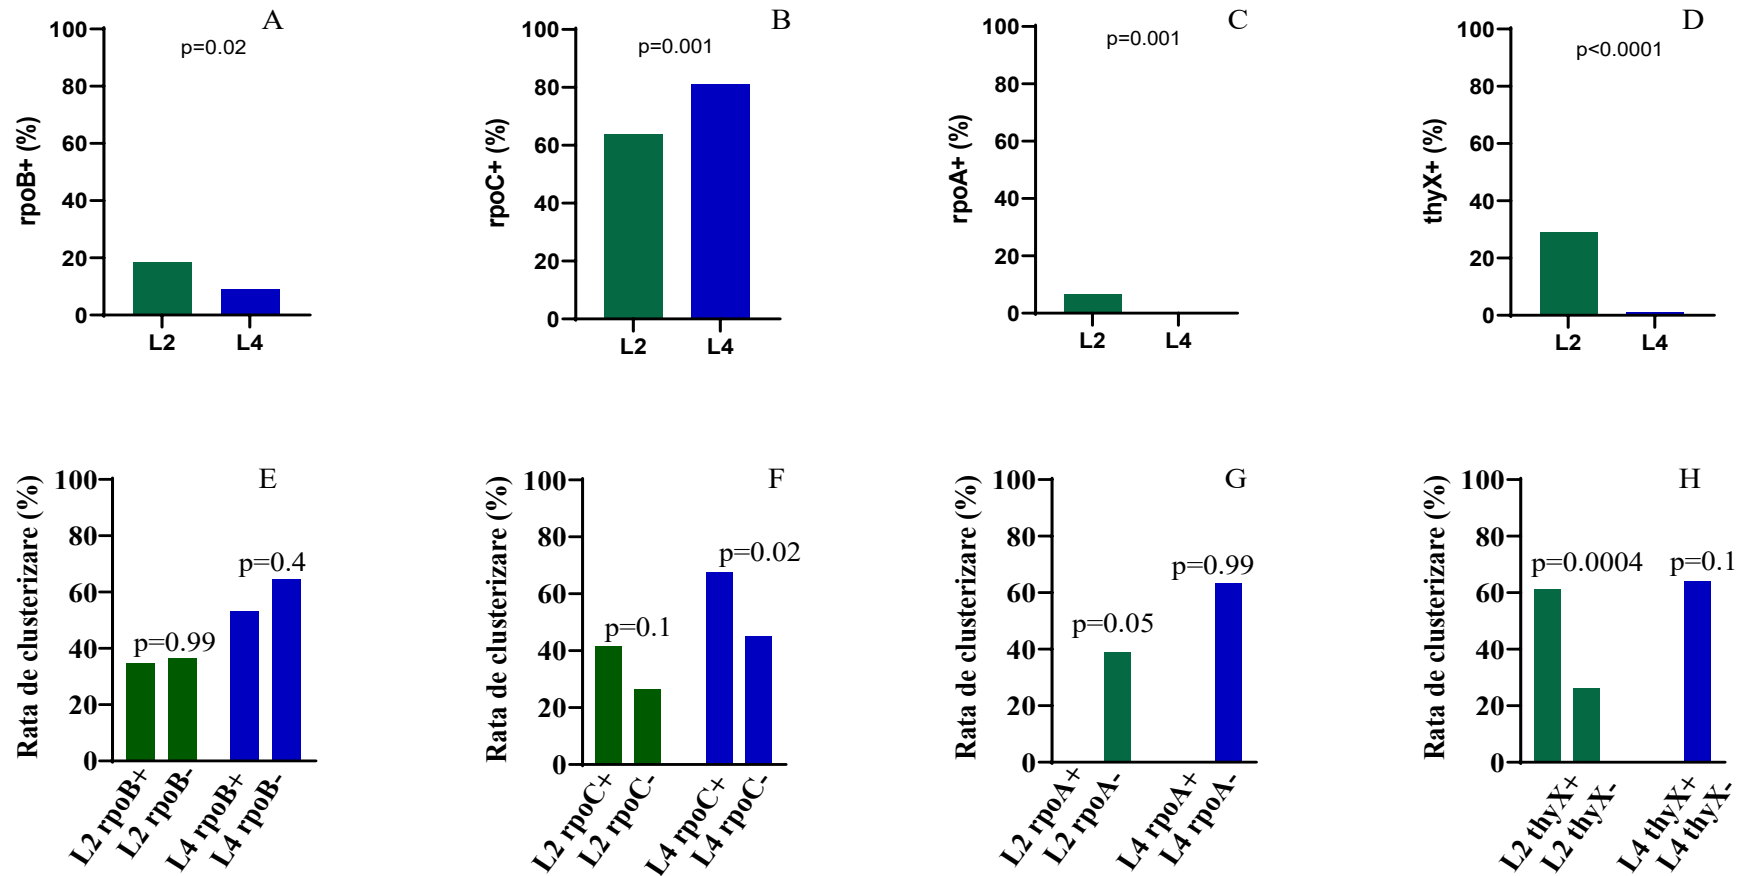 A
p=0.02
rpoB+ (%)
100
80
60
40
20
0
L2 L4
B
p=0.001
rpoC+ (%)
100
80
60
40
20
0
L2 L4
C
p=0.001
rpoA+ (%)
100
80
60
40
20
0
L2 L4
D
p<0.0001
thyX+ (%)
100
80
60
40
20
0
L2 L4
E
Rata de clusterizare (%)
100
80
60
40
20
0
p=0.99
p=0.4
L2 rpoB+
L2 rpoB-
L4 rpoB+
L4 rpoB-
F
Rata de clusterizare (%)
100
80
60
40
20
0
p=0.1
p=0.02
L2 rpoC+
L2 rpoC-
L4 rpoC+
L4 rpoC-
G
Rata de clusterizare (%)
100
80
60
40
20
0
p=0.05
p=0.99
L2 rpoA+
L2 rpoA-
L4 rpoA+
L4 rpoA-
H
Rata de clusterizare (%)
100
80
60
40
20
0
p=0.0004
p=0.1
L2 thyX+
L2 thyX-
L4 thyX+
L4 thyX-